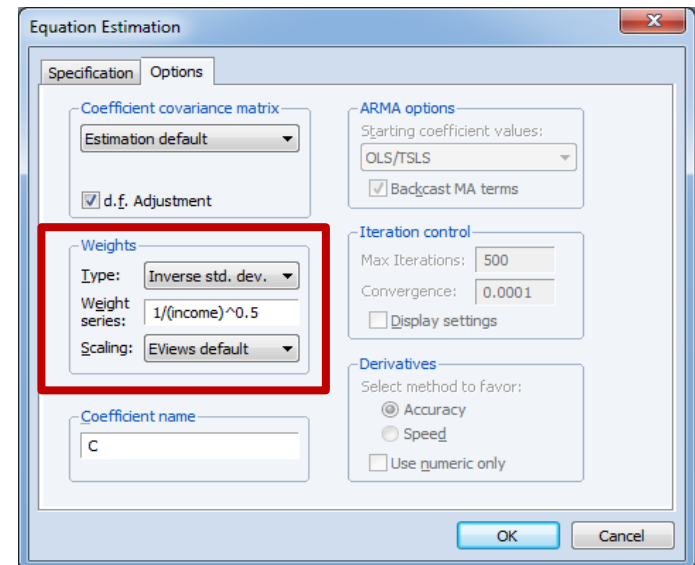 Equation Estimation
Specification
Options
Coefficient covariance matrix
Estimation default
d.f. Adjustment
Weights
Type: Inverse std. dev.
Weight series: 1/(income)^0.5
Scaling: EViews default
Coefficient name
C
ARMA options
Starting coefficient values:
OLS/TSLS
Backcast MA terms
Iteration control
Max Iterations: 500
Convergence: 0.0001
Display settings
Derivatives
Select method to favor:
Accuracy
Speed
Use numeric only
OK
Cancel